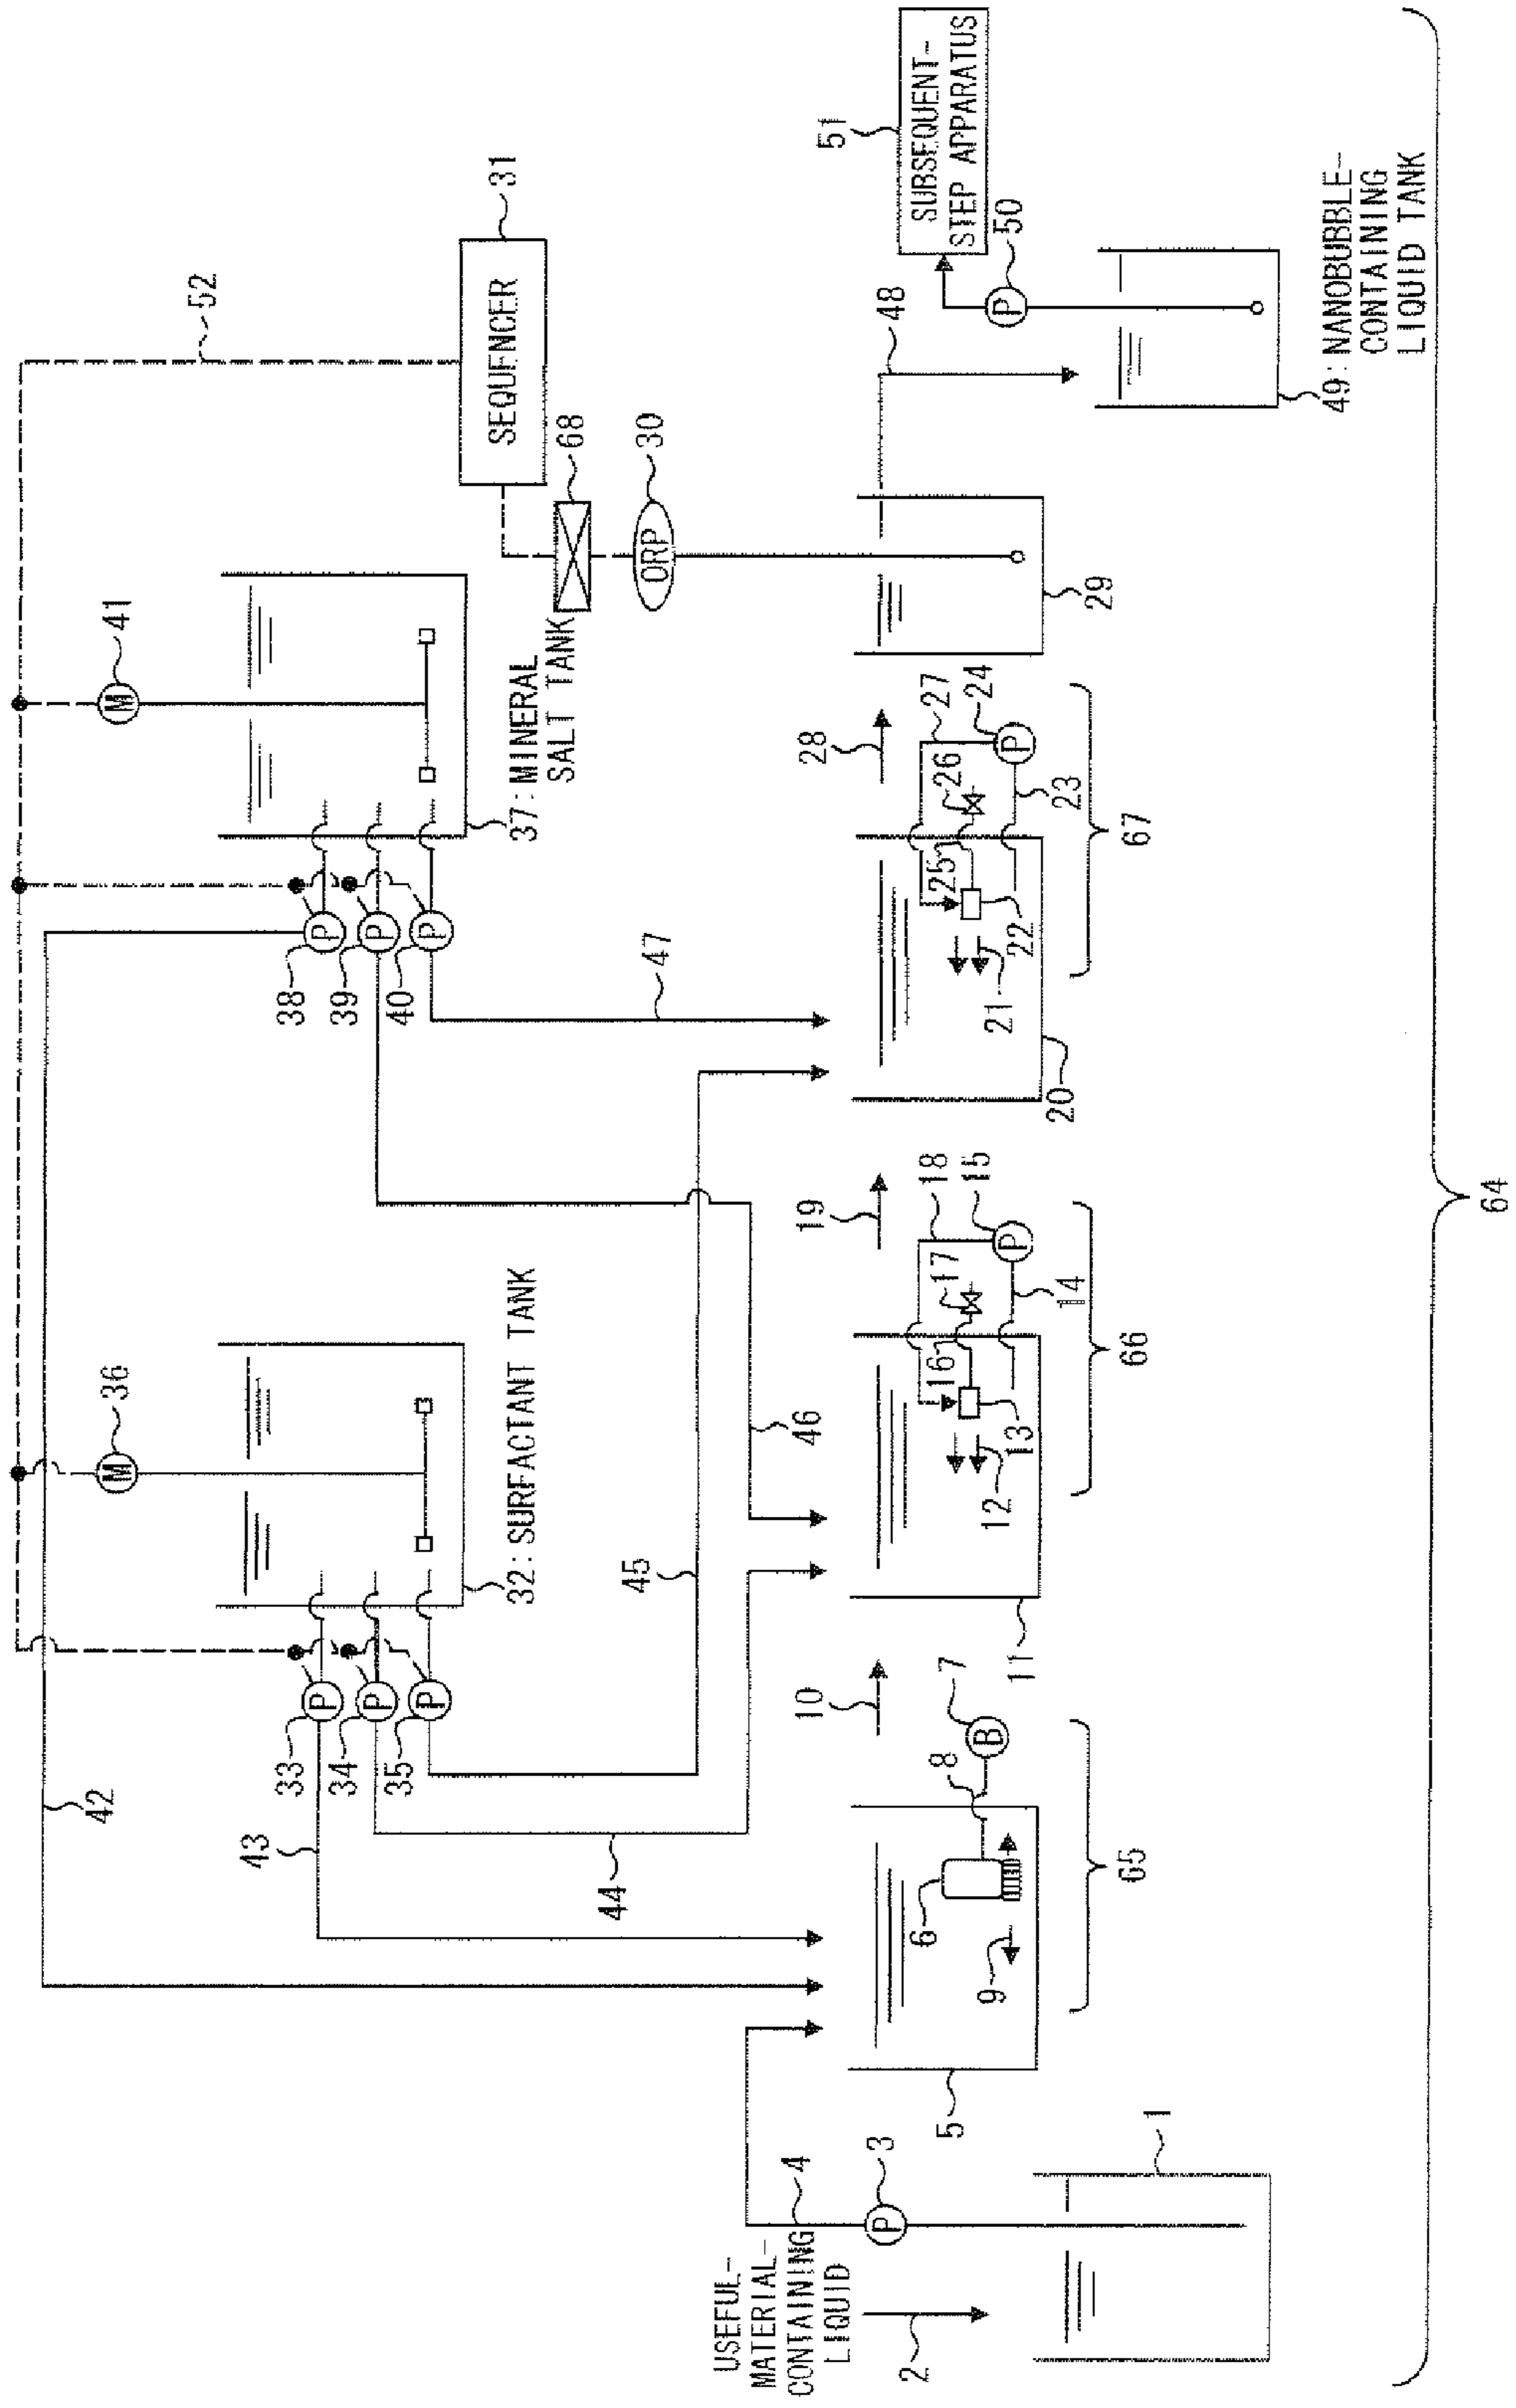 52
42
36
M
41
M
43
33
P
34
P
35
P
38
P
39
P
40
P
31
SEQUENCER
32:SURFACTANT TANK
37:MINERAL
SALT TANK
68
30
ORP
44
45
47
46
USEFUL-
MATERIAL-
CONTAINING
LIQUID
2
4
3
P
1
10
19
28
51
SUBSEQUENT-
STEP APPARATUS
48
50
P
5
6
8
7
B
9
65
11
16
17
18
15
P
12
13
14
66
20
25
26
27
24
P
21
22
23
67
29
49:NANOBUBBLE-
CONTAINING
LIQUID TANK
64